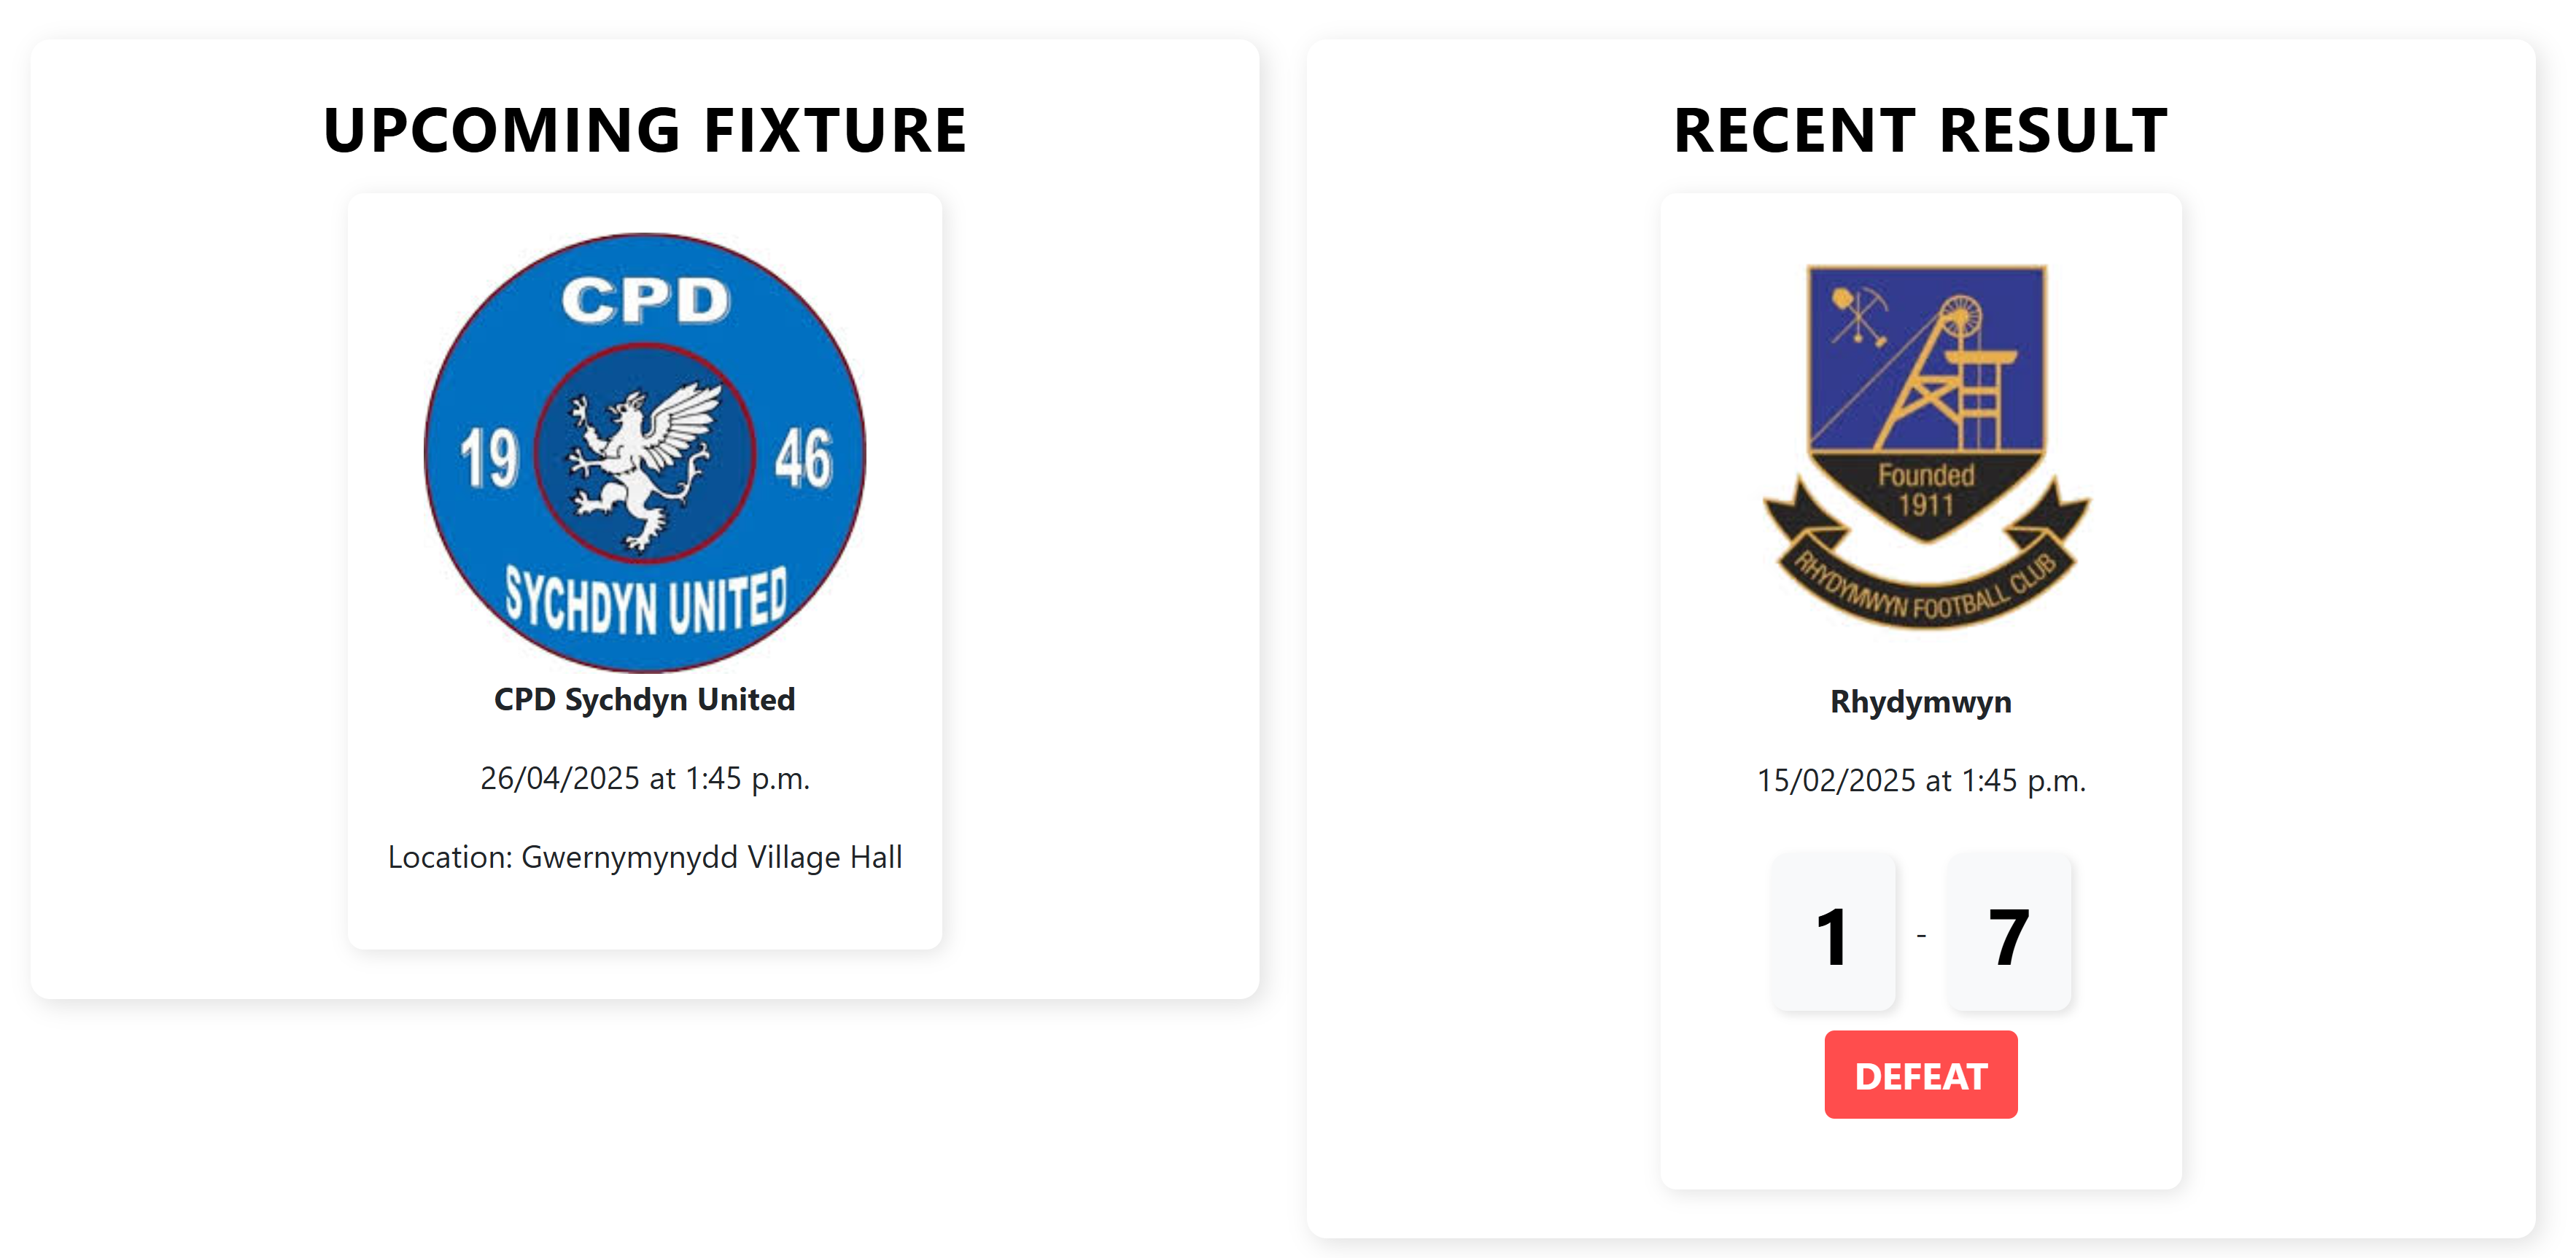 UPCOMING FIXTURE
CPD
19 46
SYCHDYN UNITED
CPD Sychdyn United
26/04/2025 at 1:45 p.m.
Location: Gwernymynydd Village Hall
RECENT RESULT
Founded
1911
RHYDYMWYN FOOTBALL CLUB
Rhydymwyn
15/02/2025 at 1:45 p.m.
1 - 7
DEFEAT